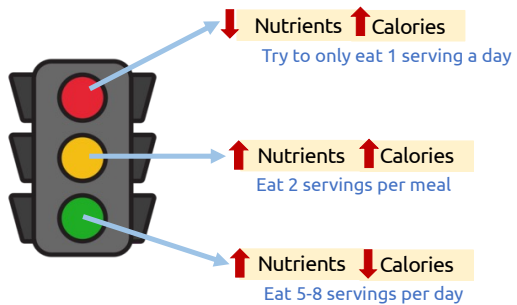 Nutrients Calories
Try to only eat 1 serving a day
Nutrients Calories
Eat 2 servings per meal
Nutrients Calories
Eat 5-8 servings per day